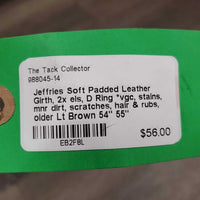 The Tack Collector
988045-14
Jeffries Soft Padded Leather
Girth, 2x els, D Ring *vgc, stains,
mnr dirt, scratches, hair & rubs,
older Lt Brown 54" 55"
$56.00
EB2F8L